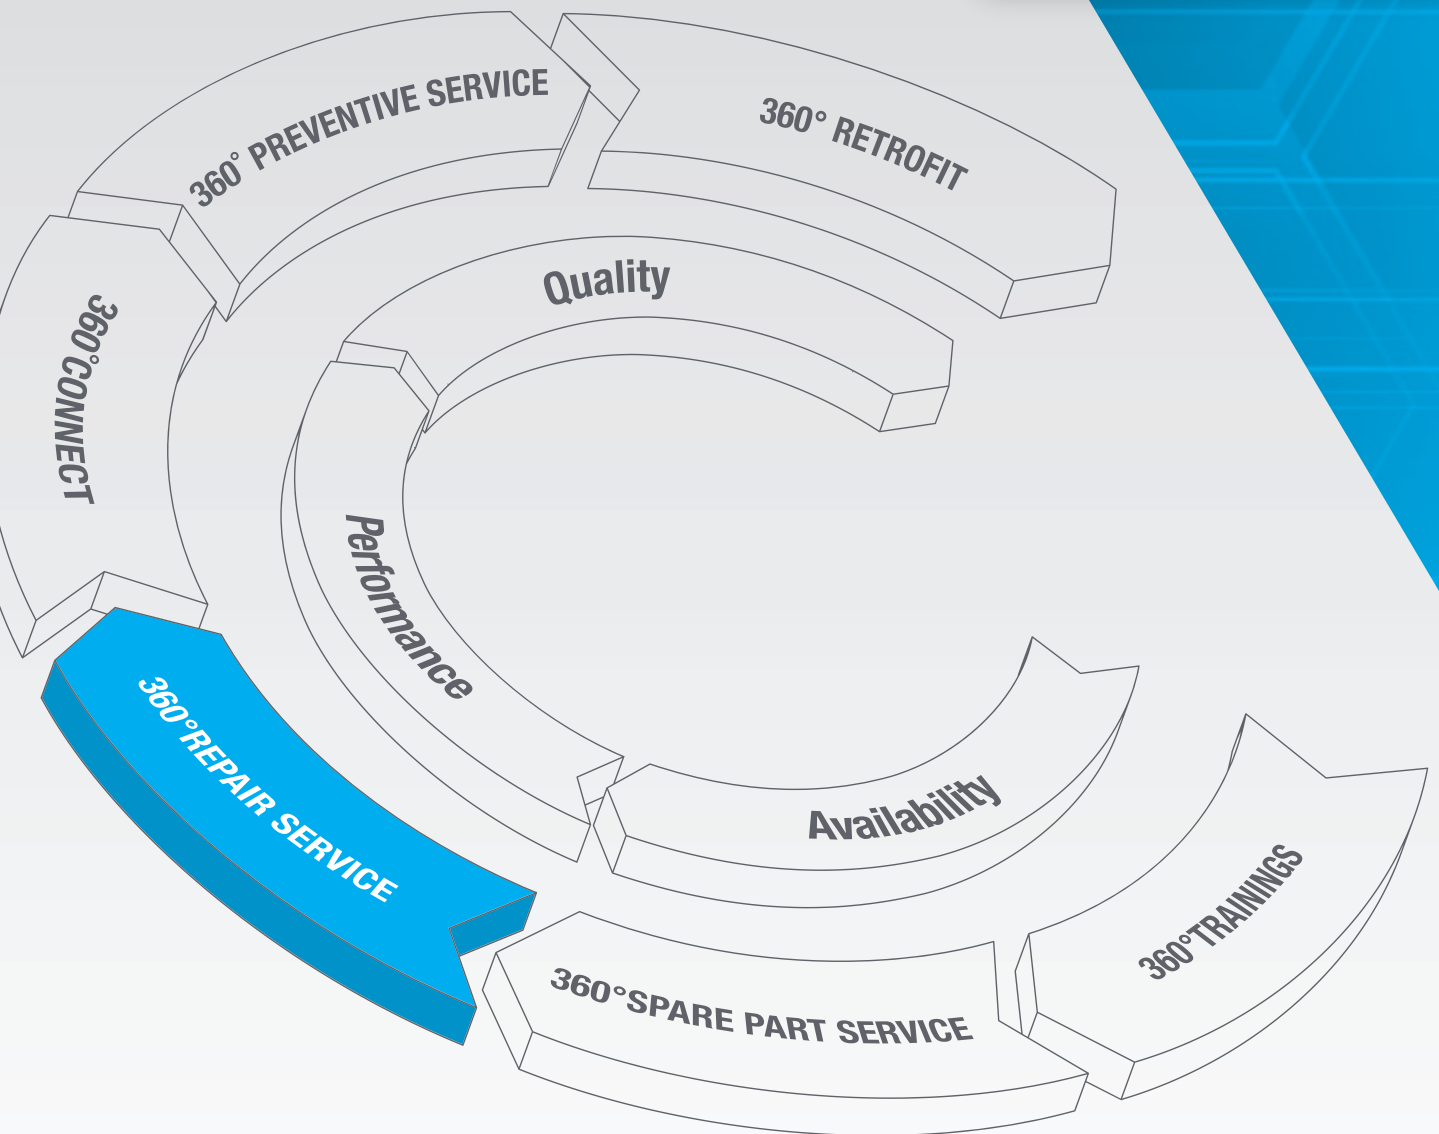 360° PREVENTIVE SERVICE
360° RETROFIT
Quality
360°CONNECT
Performance
360°REPAIR SERVICE
Availability
360°TRAININGS
360°SPARE PART SERVICE